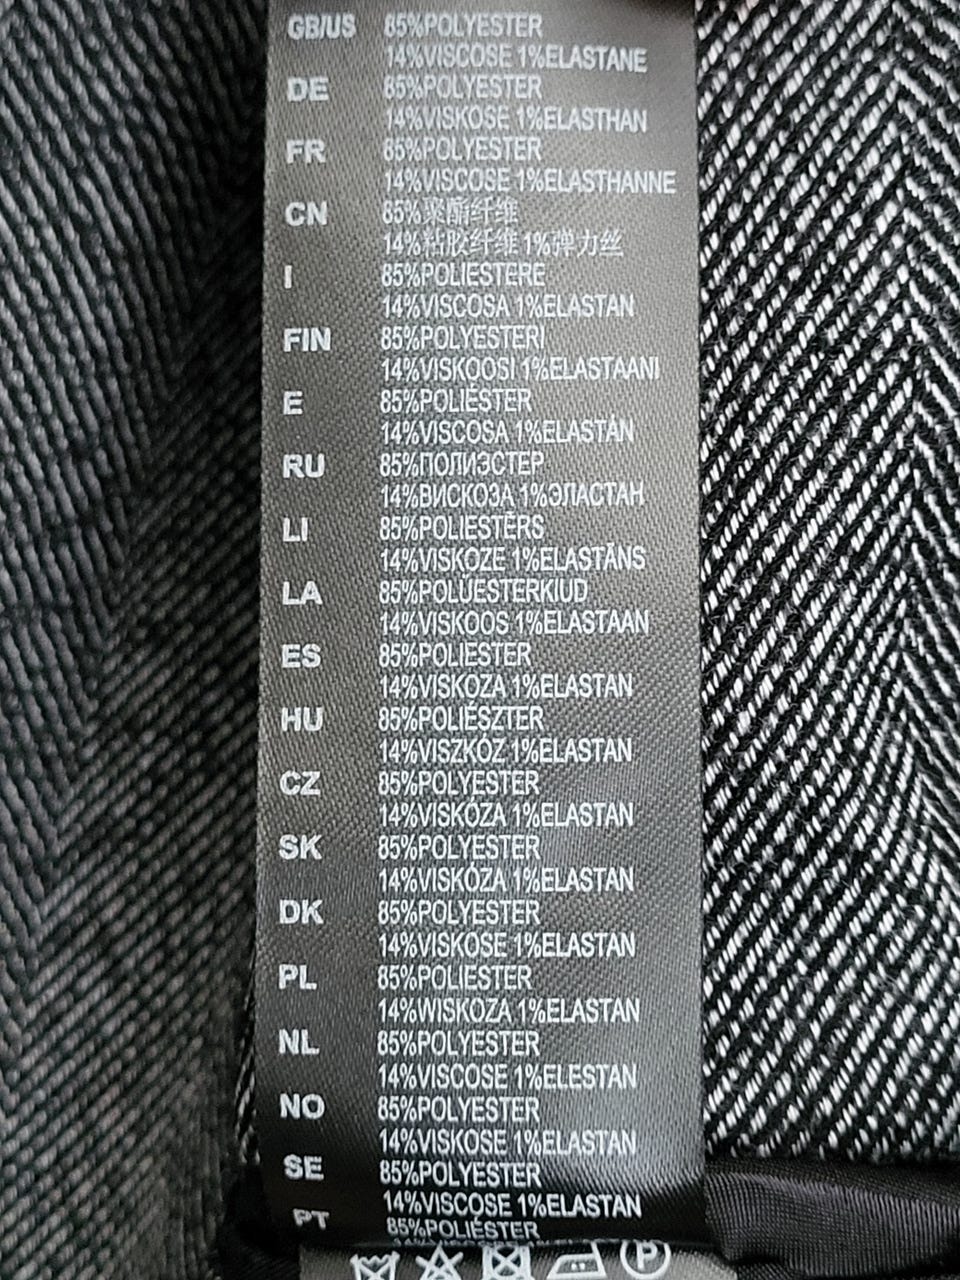 GB/US 85%POLYESTER
14%VISCOSE 1%ELASTANE
DE 85%POLYESTER
14%VISKOSE 1%ELASTHAN
FR 85%POLYESTER
14%VISCOSE 1%ELASTHANNE
CN 85%聚酯纤维
14%粘胶纤维 1%弹力丝
I 85%POLIESTERE
14%VISCOSA 1%ELASTAN
FIN 85%POLYESTERI
14%VISKOOSI 1%ELASTAANI
E 85%POLIÉSTER
14%VISCOSA 1%ELASTÁN
RU 85%ПОЛИЭСТЕР
14%ВИСКОЗА 1%ЭЛАСТАН
LI 85%POLIESTĒRS
14%VISKOZE 1%ELASTĀNS
LA 85%POLÜESTERKIUD
14%VISKOOS 1%ELASTAAN
ES 85%POLIESTER
14%VISKOZA 1%ELASTAN
HU 85%POLIÉSZTER
14%VISZKÓZ 1%ELASTAN
CZ 85%POLYESTER
14%VISKÓZA 1%ELASTAN
SK 85%POLYESTER
14%VISKÓZA 1%ELASTAN
DK 85%POLYESTER
14%VISKOSE 1%ELASTAN
PL 85%POLIESTER
14%WISKOZA 1%ELASTAN
NL 85%POLYESTER
14%VISCOSE 1%ELESTAN
NO 85%POLYESTER
14%VISKOSE 1%ELASTAN
SE 85%POLYESTER
14%VISCOSE 1%ELASTAN
PT 85%POLIÉSTER
P